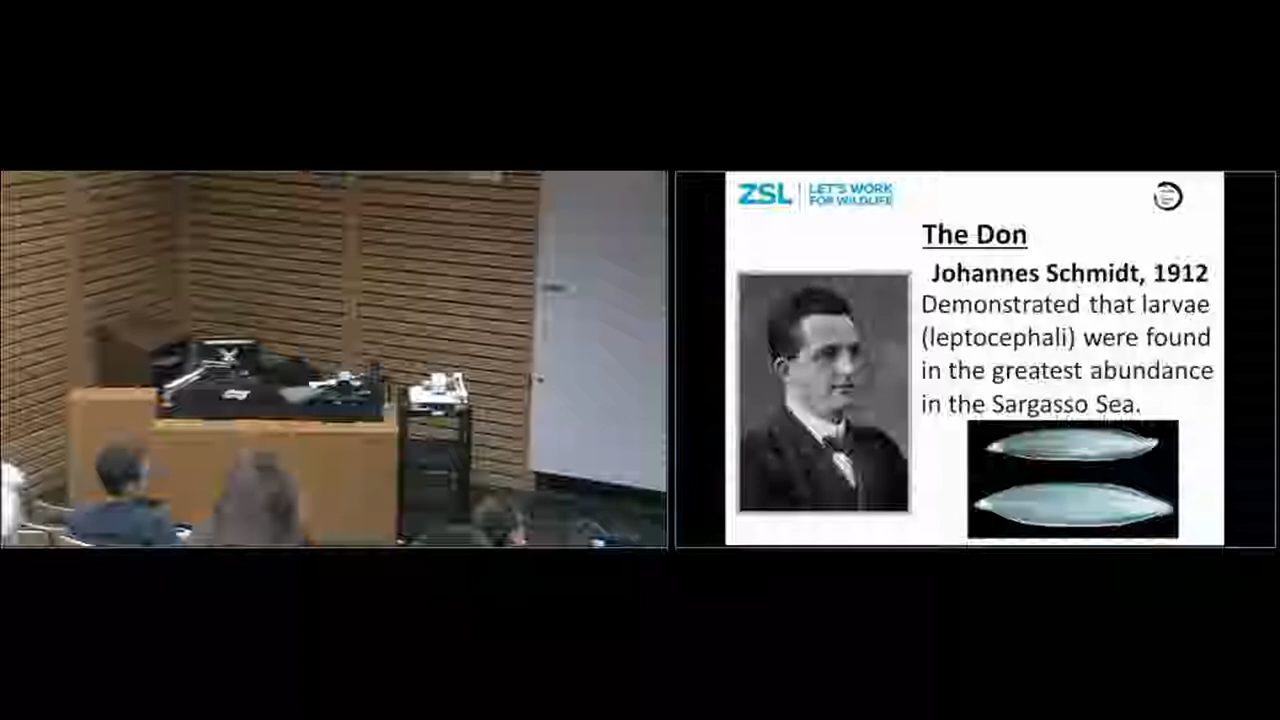 ZSL
LET'S WORK
FOR WILDLIFE
The Don
Johannes Schmidt, 1912
Demonstrated that larvae
(leptocephali) were found
in the greatest abundance
in the Sargasso Sea.